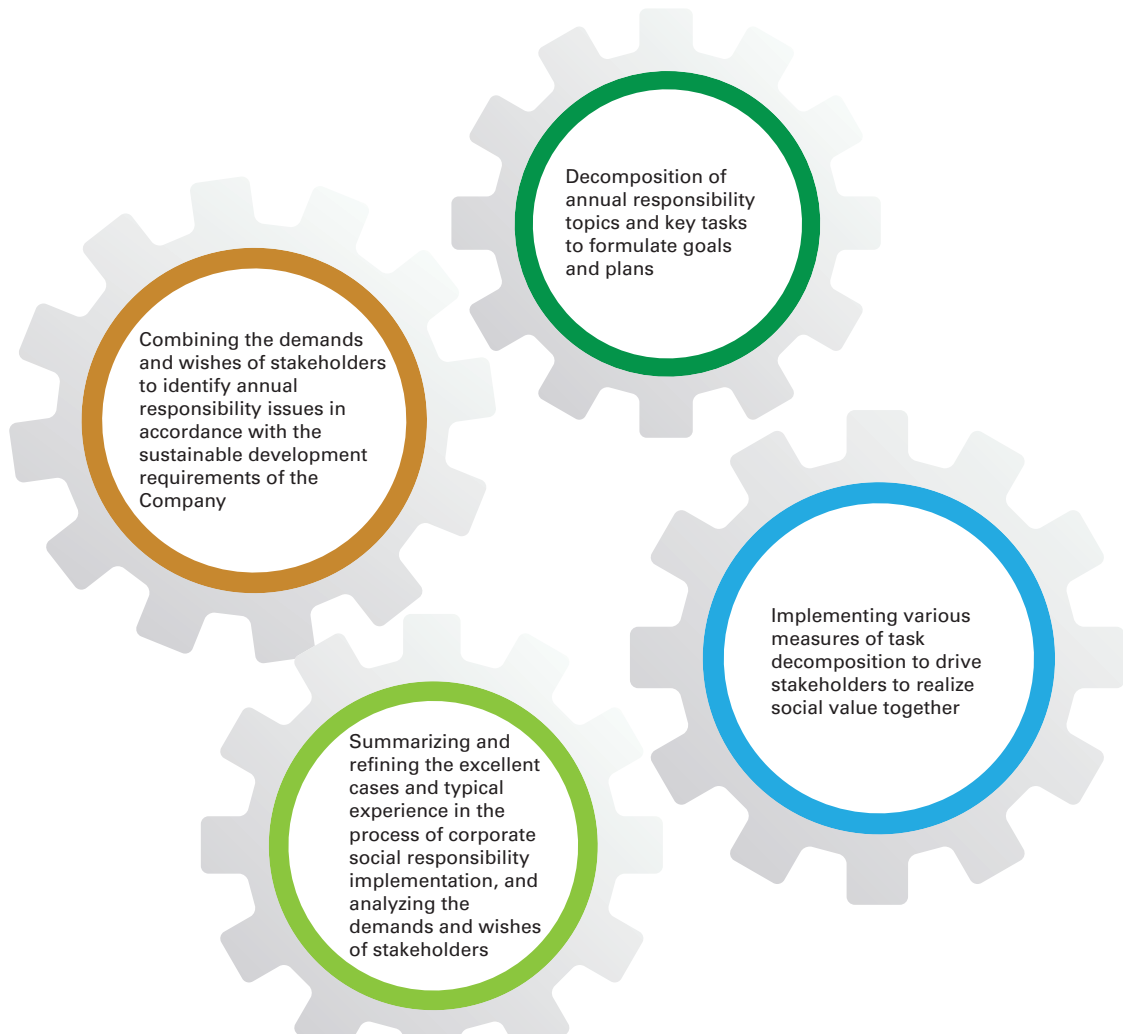 Decomposition of
annual responsibility
topics and key tasks
to formulate goals
and plans
Combining the demands
and wishes of stakeholders
to identify annual
responsibility issues in
accordance with the
sustainable development
requirements of the
Company
Implementing various
measures of task
decomposition to drive
stakeholders to realize
social value together
Summarizing and
refining the excellent
cases and typical
experience in the
process of corporate
social responsibility
implementation, and
analyzing the
demands and wishes
of stakeholders